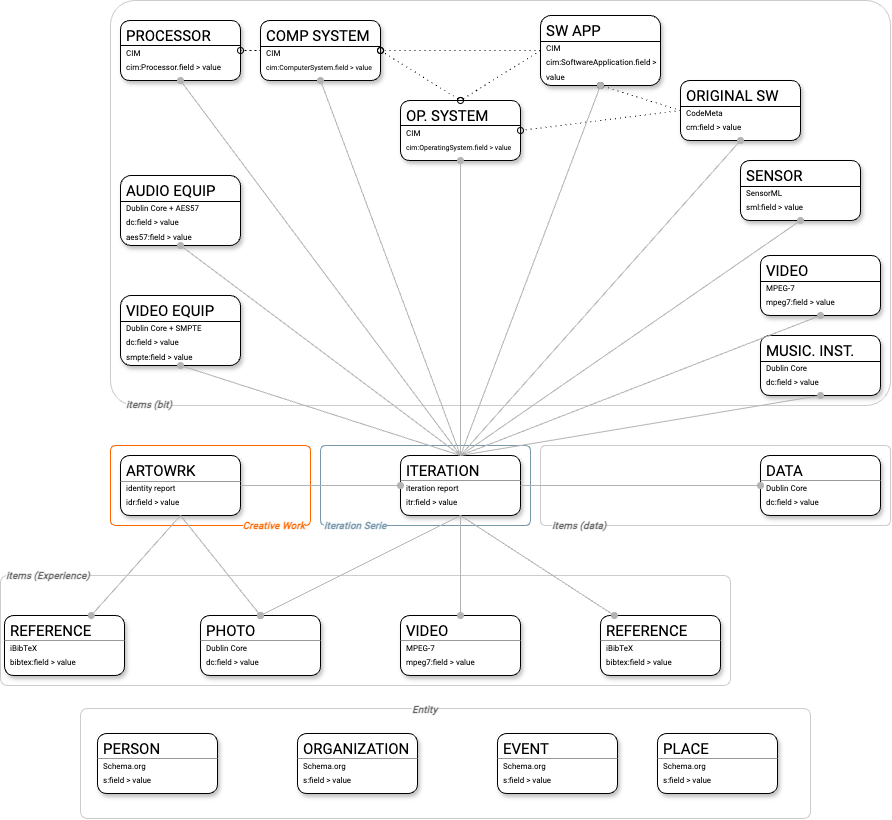 PROCESSOR
CIM
cim:Processor.field > value
COMP SYSTEM
CIM
cim:ComputerSystem.field > value
SW APP
CIM
cim:SoftwareApplication.field >
value
OP. SYSTEM
CIM
cim:OperatingSystem.field > value
ORIGINAL SW
CodeMeta
cm:field > value
AUDIO EQUIP
Dublin Core + AES57
dc:field > value
aes57:field > value
SENSOR
SensorML
sml:field > value
VIDEO
MPEG-7
mpeg7:field > value
VIDEO EQUIP
Dublin Core + SMPTE
dc:field > value
smpte:field > value
MUSIC. INST.
Dublin Core
dc:field > value
items (bit)
ARTOWRK
identity report
idr:field > value
Creative Work
ITERATION
iteration report
itr:field > value
Iteration Serie
DATA
Dublin Core
dc:field > value
Items (data)
items (Experience)
REFERENCE
iBibTeX
bibtex:field > value
PHOTO
Dublin Core
dc:field > value
VIDEO
MPEG-7
mpeg7:field > value
REFERENCE
iBibTeX
bibtex:field > value
Entity
PERSON
Schema.org
s:field > value
ORGANIZATION
Schema.org
s:field > value
EVENT
Schema.org
s:field > value
PLACE
Schema.org
s:field > value